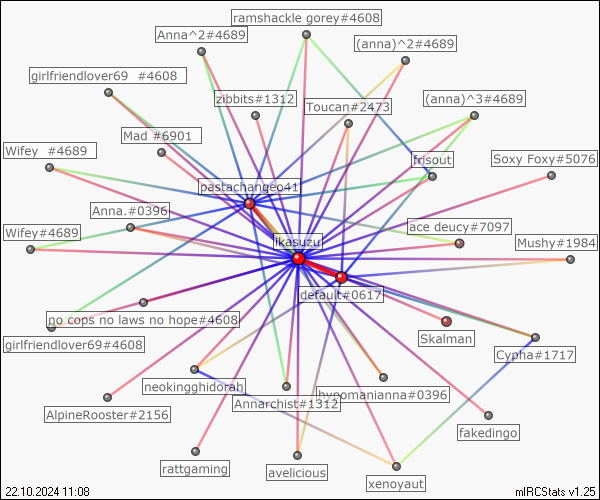 ramshackle gorey#4608
Anna^2#4689
(anna)^2#4689
girlfriendlover69 #4608
zibbits#1312
Toucan#2473
(anna)^3#4689
Mad #6901
Wifey #4689
frisout
Soxy Foxy#5076
pastachangeo41
Anna.#0396
ace deucy#7097
Wifey#4689
ikasuzu
Mushy#1984
default#0617
no cops no laws no hope#4608
Skalman
girlfriendlover69#4608
Cypha#1717
neokingghidorah
hypomanianna#0396
Annarchist#1312
AlpineRooster#2156
fakedingo
rattgaming
avelicious
xenoyaut
22.10.2024 11:08
mIRCStats v1.25